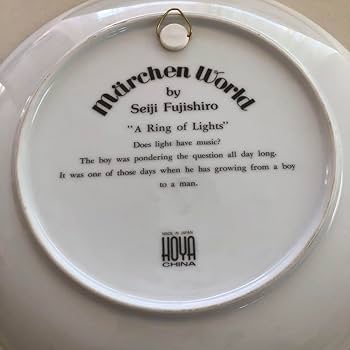 Märchen World
by
Seiji Fujishiro
"A Ring of Lights"
Does light have music?
The boy was pondering the question all day long.
It was one of those days when he has growing from a boy
to a man.
MADE IN JAPAN
HOYA
CHINA